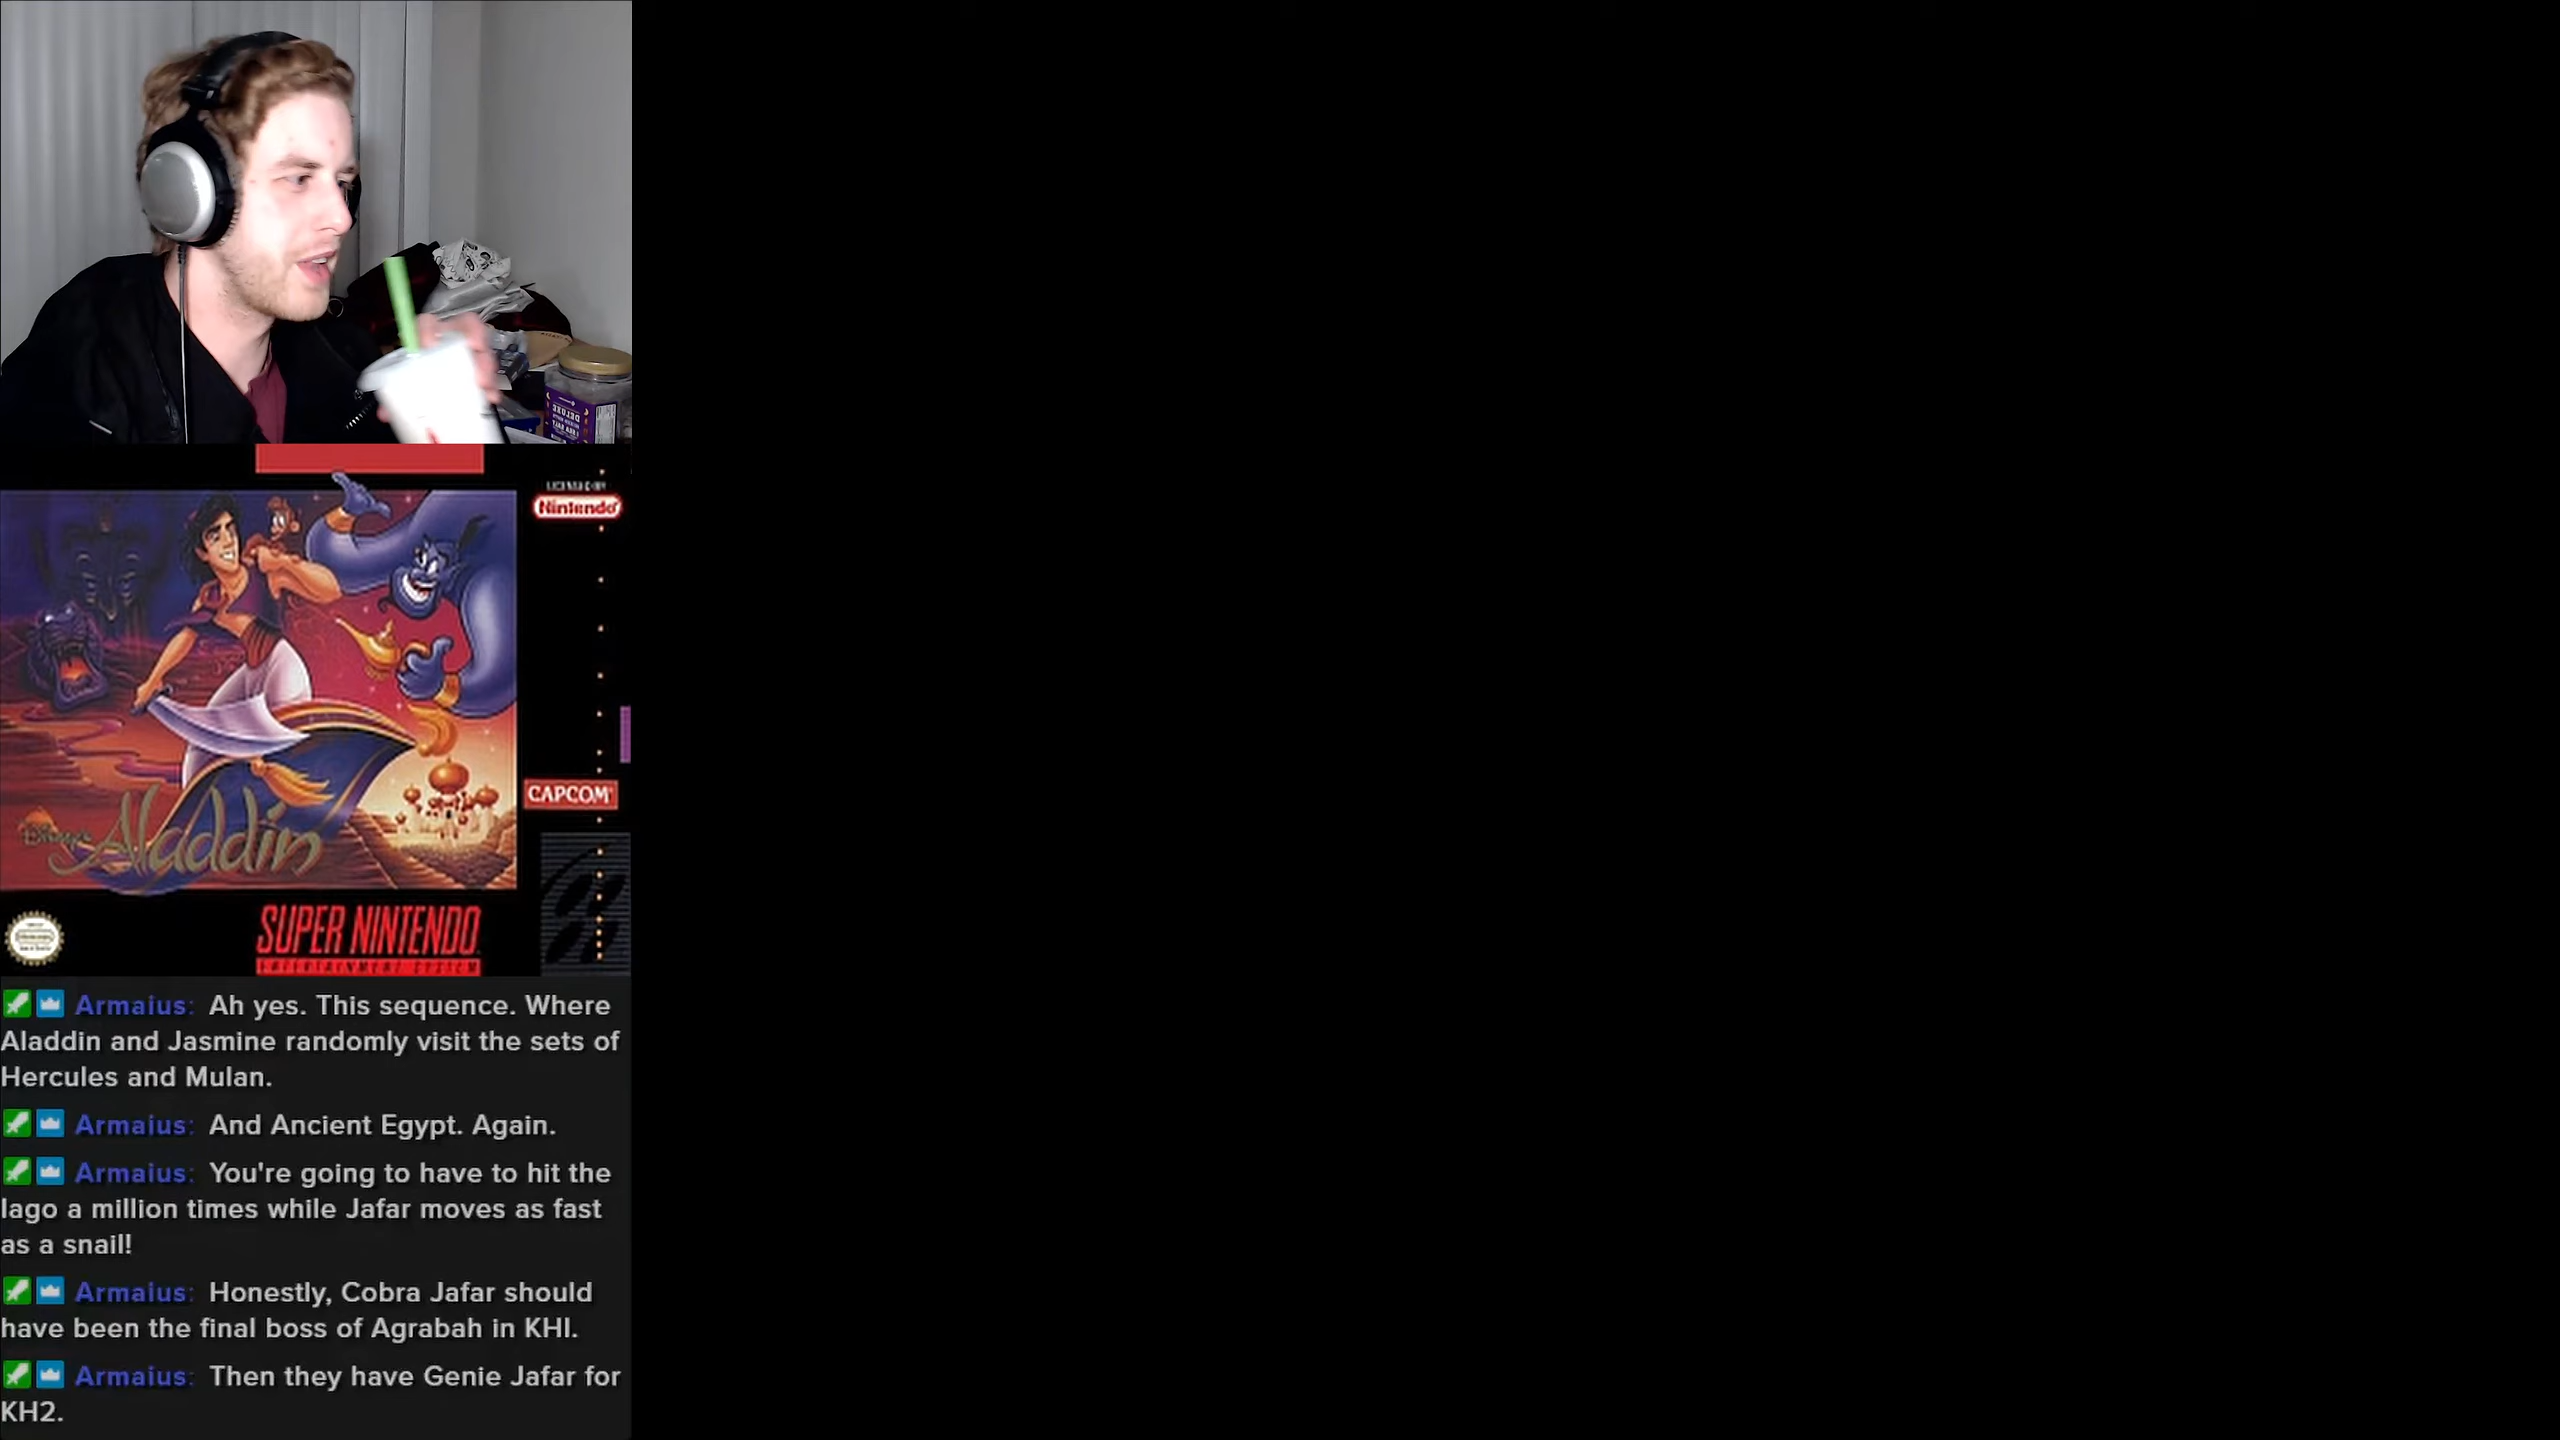 DELUXE
LICENSED BY
Nintendo
CAPCOM
Disney's Aladdin
SUPER NINTENDO
ENTERTAINMENT SYSTEM
Armaius: Ah yes. This sequence. Where
Aladdin and Jasmine randomly visit the sets of
Hercules and Mulan.
Armaius: And Ancient Egypt. Again.
Armaius: You're going to have to hit the
Iago a million times while Jafar moves as fast
as a snail!
Armaius: Honestly, Cobra Jafar should
have been the final boss of Agrabah in KHI.
Armaius: Then they have Genie Jafar for
KH2.